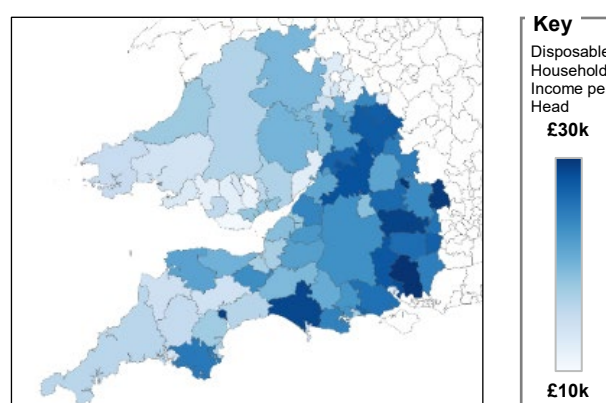 Key
Disposable
Household
Income pe
Head
£30k
£10k